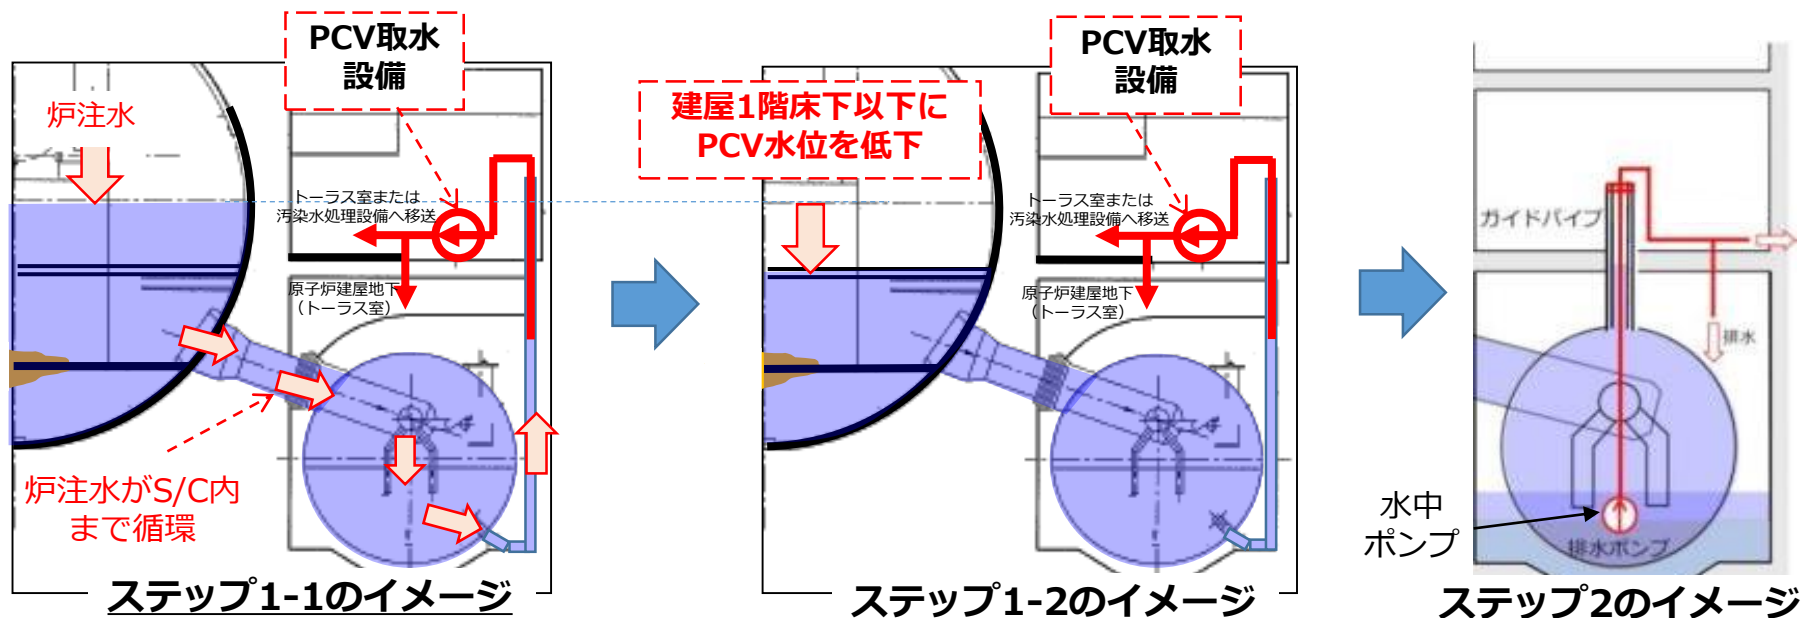 PCV取水
設備
炉注水
トーラス室または
汚染水処理設備へ移送
原子炉建屋地下
（トーラス室）
炉注水がS/C内
まで循環
ステップ1-1のイメージ
PCV取水
設備
建屋1階床下以下に
PCV水位を低下
トーラス室または
汚染水処理設備へ移送
原子炉建屋地下
（トーラス室）
ステップ1-2のイメージ
ガイドパイプ
排水
水中
ポンプ
排水ポンプ
ステップ2のイメージ